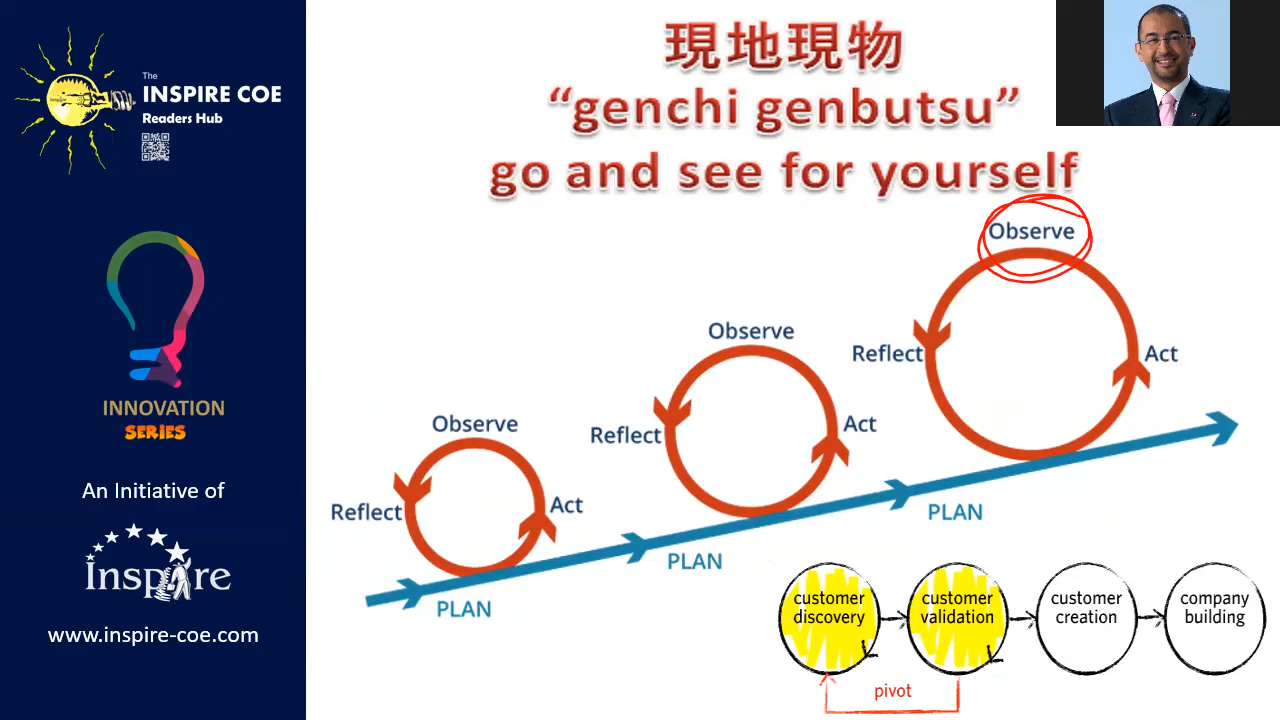 The
INSPIRE COE
Readers Hub
INNOVATION
SERIES
An Initiative of
Inspire
www.inspire-coe.com
現地現物
“genchi genbutsu”
go and see for yourself
Observe
Reflect
Act
PLAN
Observe
Reflect
Act
PLAN
Observe
Reflect
Act
PLAN
customer
discovery
customer
validation
customer
creation
company
building
pivot